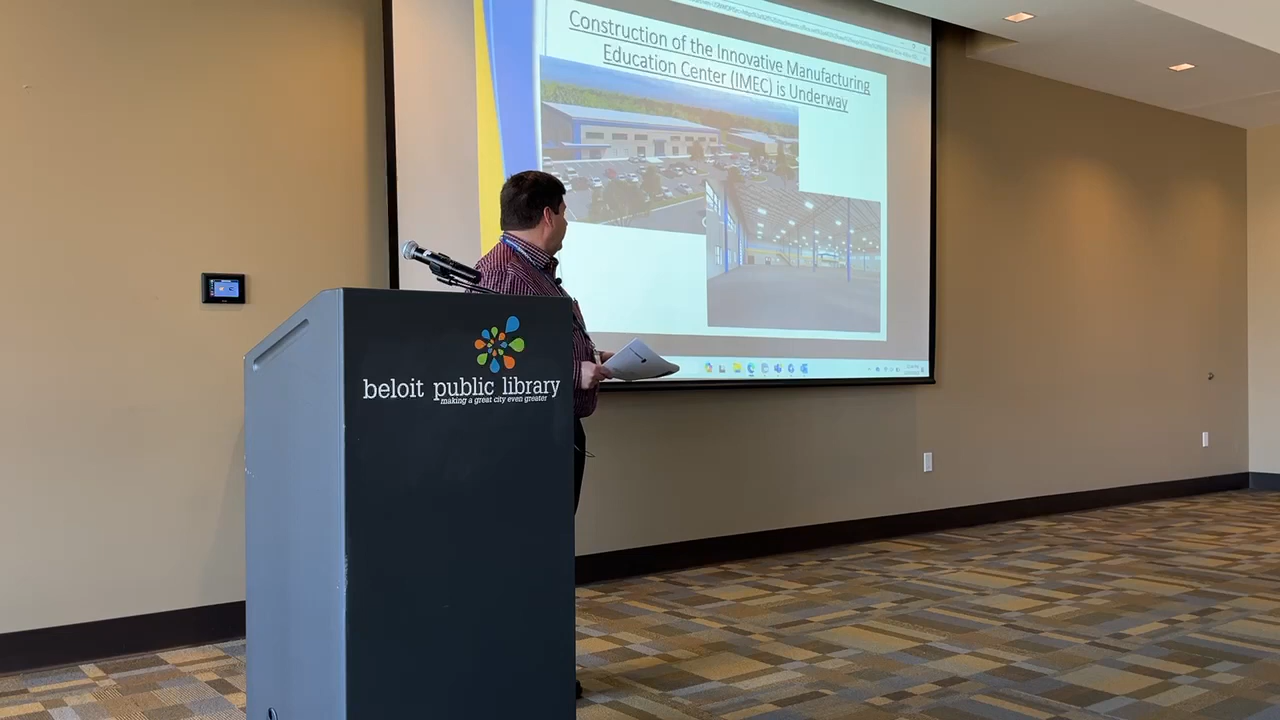 Construction of the Innovative Manufacturing
Education Center (IMEC) is Underway
beloit public library
making a great city even greater